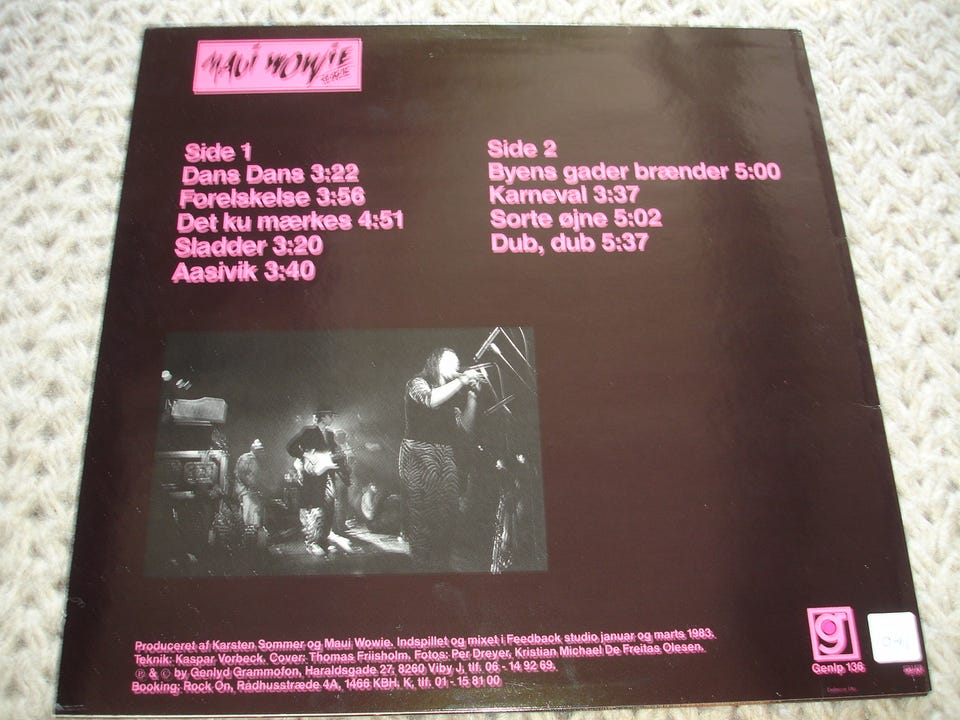 MAUI WOWIE
REGGAE
Side 1
Dans Dans 3:22
Forelskelse 3:56
Det ku mærkes 4:51
Sladder 3:20
Aasivik 3:40
Side 2
Byens gader brænder 5:00
Karneval 3:37
Sorte øjne 5:02
Dub, dub 5:37
Produceret af Karsten Sommer og Maui Wowie. Indspillet og mixet i Feedback studio januar og marts 1983.
Teknik: Kaspar Vorbeck. Cover: Thomas Friisholm. Fotos: Per Dreyer, Kristian Michael De Freitas Olesen.
℗ & © by Genlyd Grammofon, Haraldsgade 27, 8260 Viby J, tlf. 06 - 14 92 69.
Booking: Rock On, Rådhusstræde 4A, 1466 KBH. K, tlf. 01 - 15 81 00
g
Genlp 136